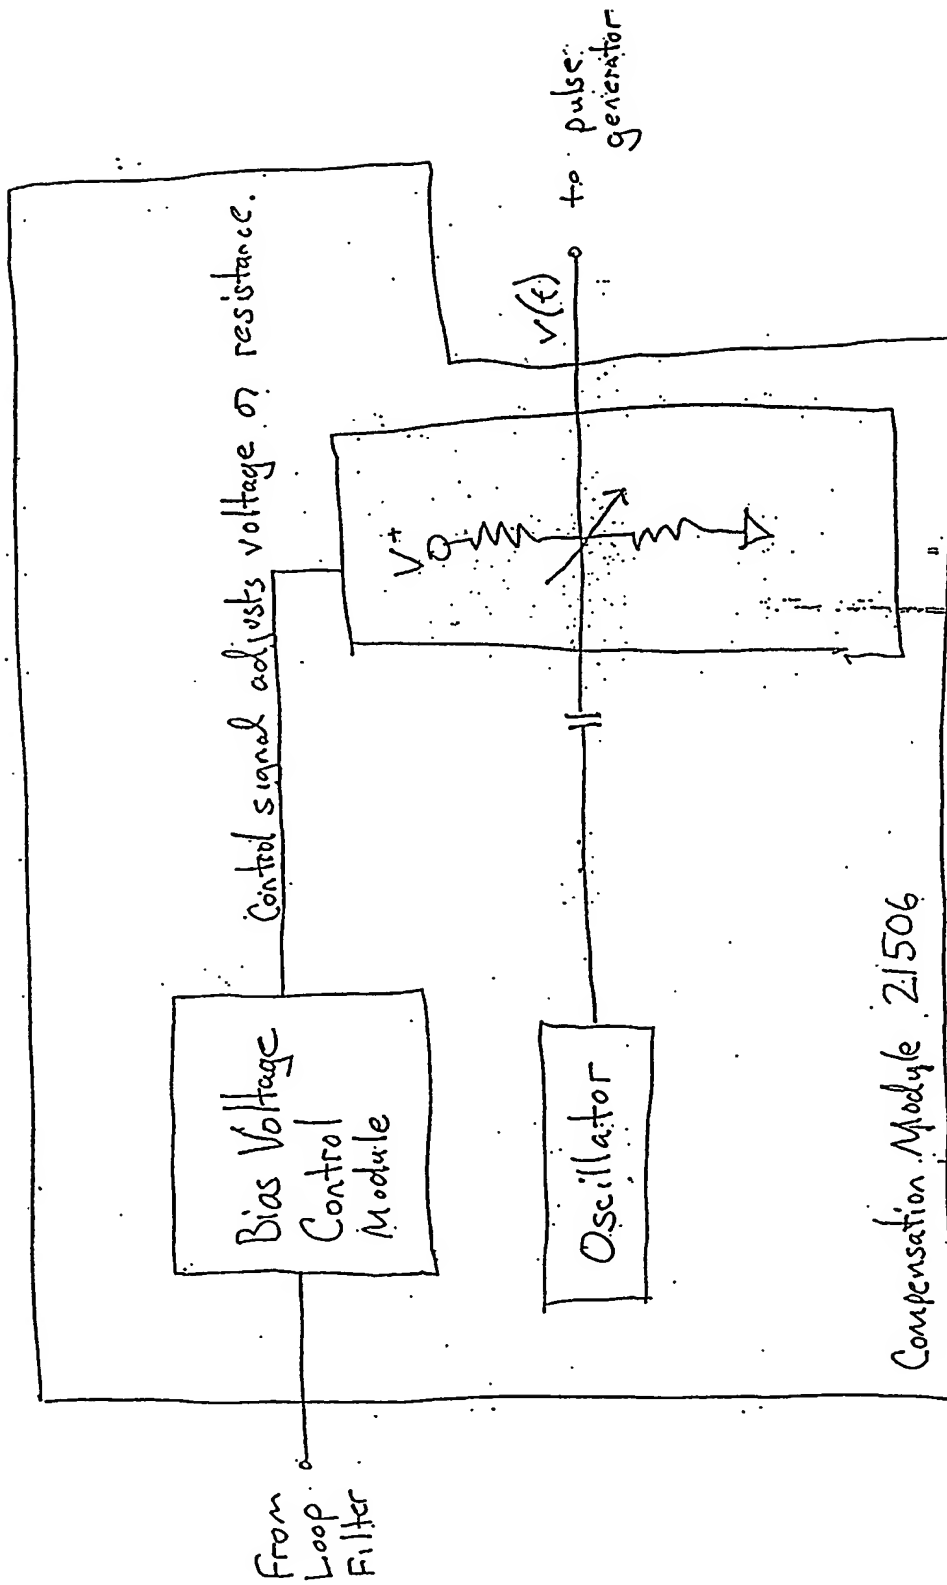 From
Loop
Filter
Bias Voltage
Control
Module
Control signal adjusts voltage or resistance.
Oscillator
V+
v(t)
to pulse
generator
Compensation Module 21506